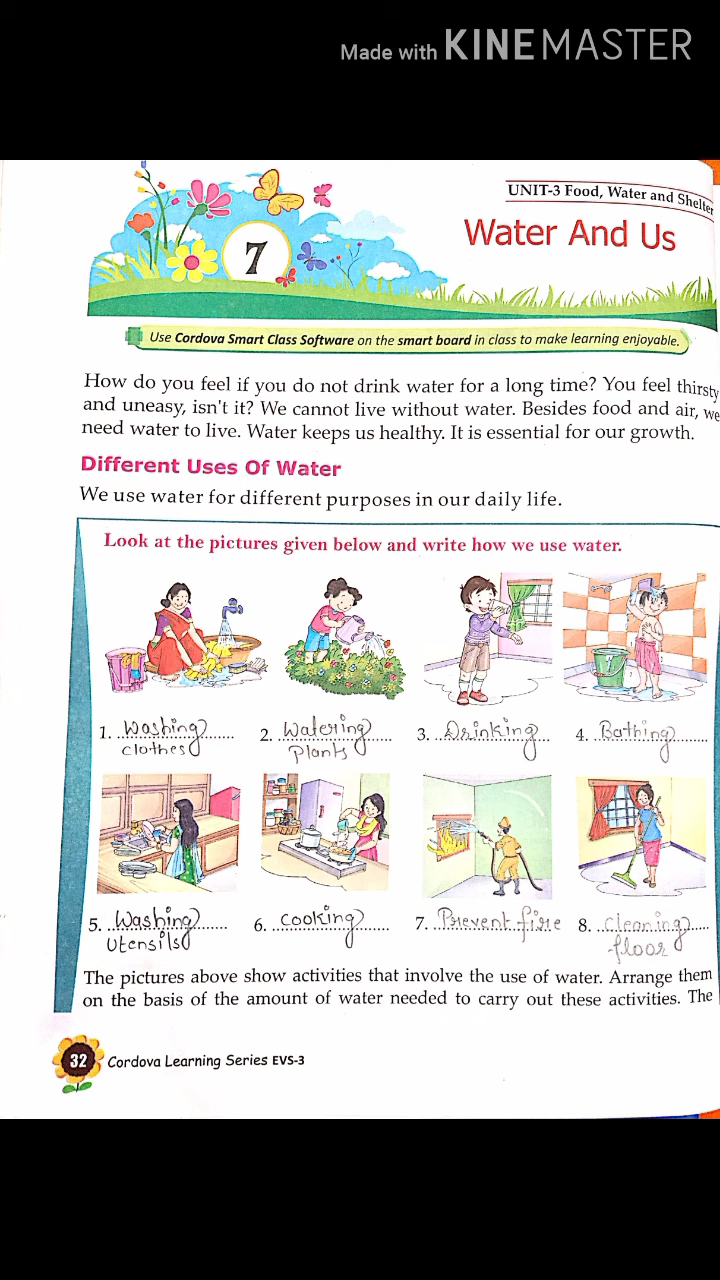 Made with KINEMASTER
UNIT-3 Food, Water and Shelter
7
Water And Us
Use Cordova Smart Class Software on the smart board in class to make learning enjoyable.
How do you feel if you do not drink water for a long time? You feel thirsty
and uneasy, isn't it? We cannot live without water. Besides food and air, we
need water to live. Water keeps us healthy. It is essential for our growth.
Different Uses Of Water
We use water for different purposes in our daily life.
Look at the pictures given below and write how we use water.
1. Washing clothes
2. Watering Plants
3. Drinking
4. Bathing
5. Washing Utensils
6. cooking
7. Prevent fire
8. cleaning floor
The pictures above show activities that involve the use of water. Arrange them
on the basis of the amount of water needed to carry out these activities. The
32 Cordova Learning Series EVS-3